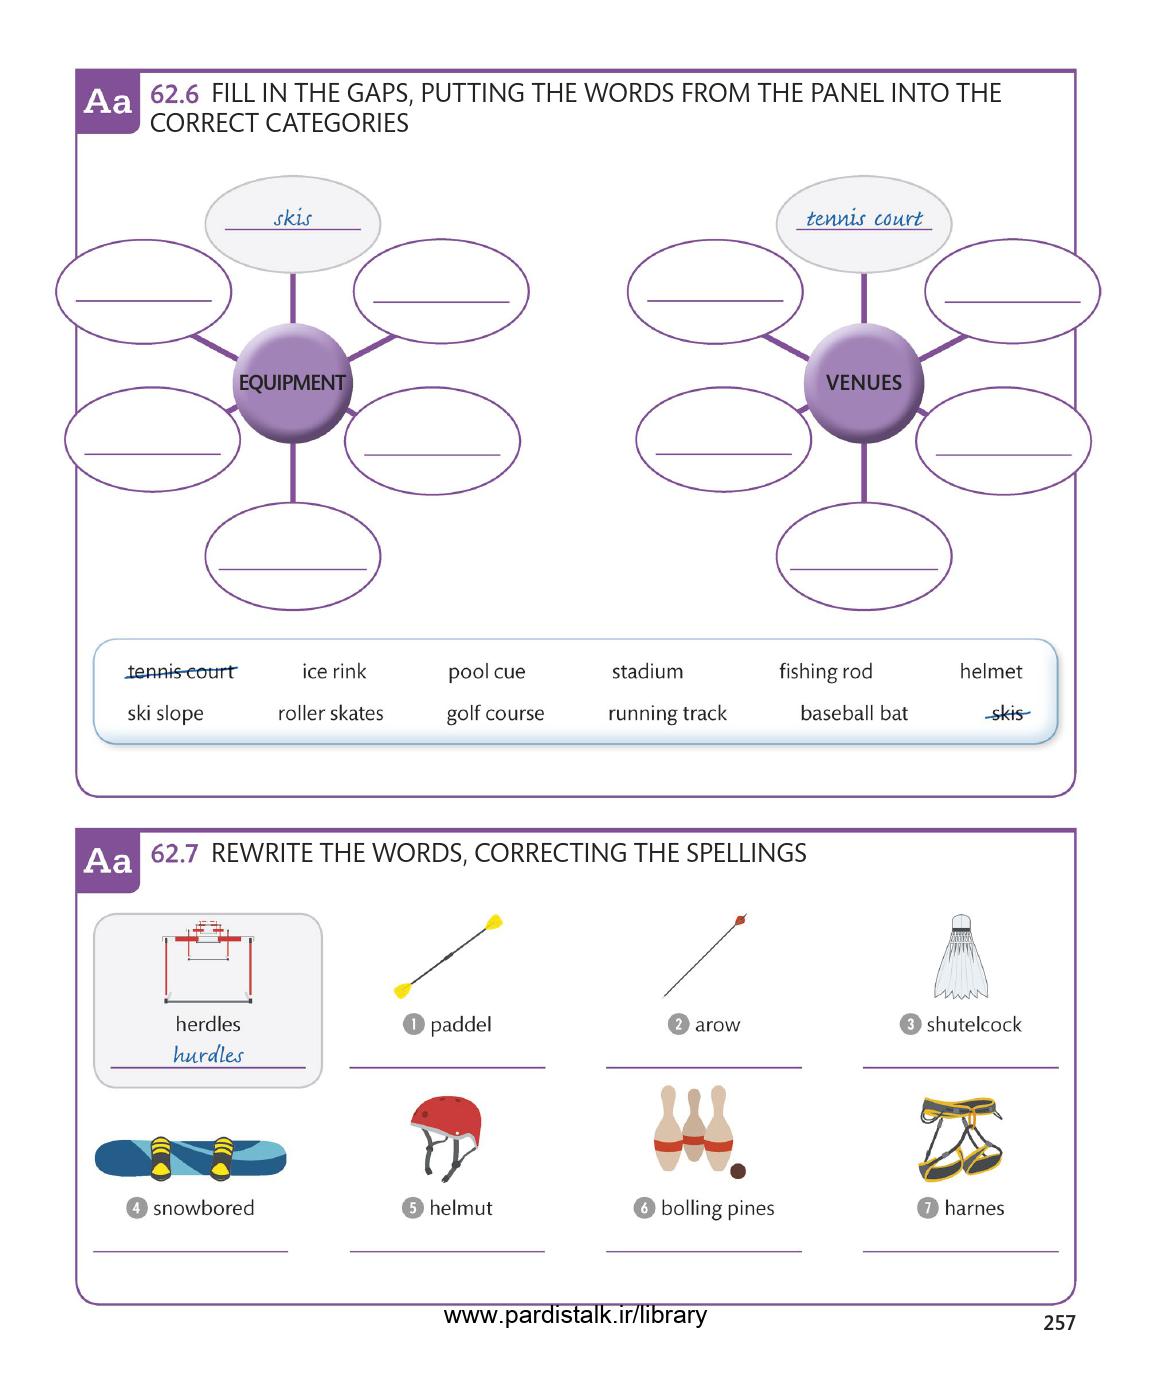 Aa 62.6 FILL IN THE GAPS, PUTTING THE WORDS FROM THE PANEL INTO THE
CORRECT CATEGORIES
skis
EQUIPMENT
tennis court
VENUES
tennis court ice rink pool cue stadium fishing rod helmet
ski slope roller skates golf course running track baseball bat skis
Aa 62.7 REWRITE THE WORDS, CORRECTING THE SPELLINGS
herdles
hurdles
1 paddel
2 arow
3 shutelcock
4 snowbored
5 helmut
6 bolling pines
7 harnes
www.pardistalk.ir/library
257